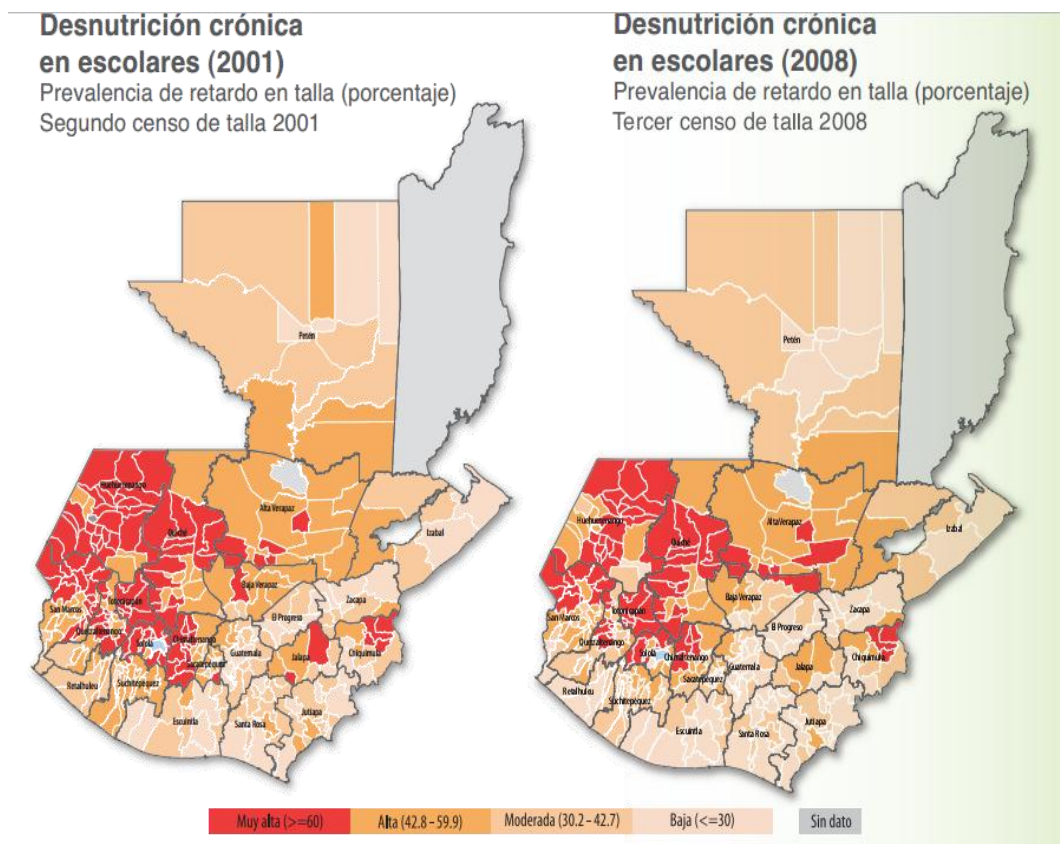 Desnutrición crónica
en escolares (2001)
Prevalencia de retardo en talla (porcentaje)
Segundo censo de talla 2001
Petén
Huehuetenango
Quiché
Alta Verapaz
Izabal
Baja Verapaz
Zacapa
San Marcos
Totonicapán
El Progreso
Quetzaltenango
Chimaltenango
Sololá
Guatemala
Jalapa
Chiquimula
Sacatepéquez
Retalhuleu
Suchitepéquez
Escuintla
Santa Rosa
Jutiapa
Desnutrición crónica
en escolares (2008)
Prevalencia de retardo en talla (porcentaje)
Tercer censo de talla 2008
Petén
Huehuetenango
Quiché
Alta Verapaz
Izabal
Baja Verapaz
Zacapa
Totonicapán
San Marcos
El Progreso
Quetzaltenango
Sololá
Chimaltenango
Guatemala
Jalapa
Chiquimula
Sacatepéquez
Retalhuleu
Suchitepéquez
Escuintla
Santa Rosa
Jutiapa
Muy alta (>=60)
Alta (42.8 – 59.9)
Moderada (30.2 – 42.7)
Baja (<=30)
Sin dato